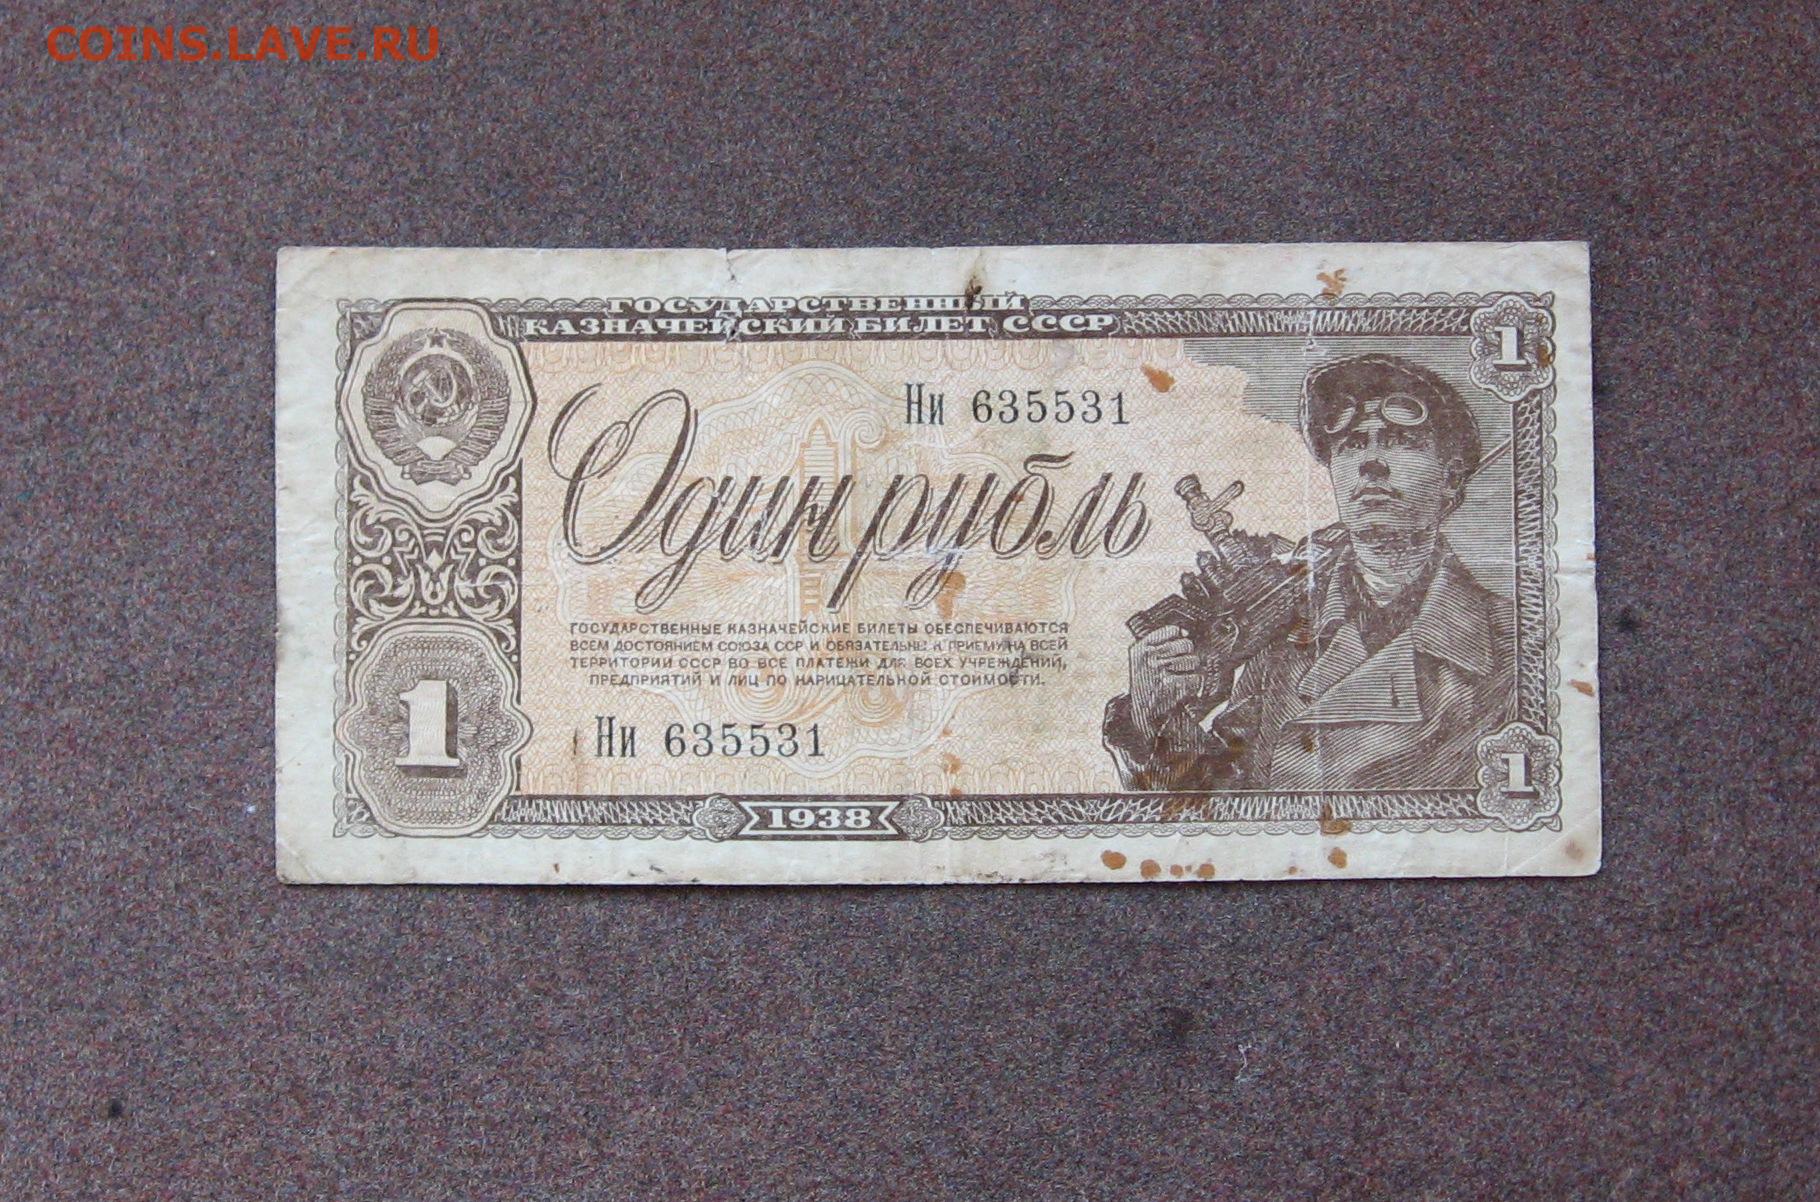 COINS.LAVE.RU
ГОСУДАРСТВЕННЫЙ
КАЗНАЧЕЙСКИЙ БИЛЕТ СССР
1
Ни 635531
Один рубль
ГОСУДАРСТВЕННЫЕ КАЗНАЧЕЙСКИЕ БИЛЕТЫ ОБЕСПЕЧИВАЮТСЯ
ВСЕМ ДОСТОЯНИЕМ СОЮЗА ССР И ОБЯЗАТЕЛЬНЫ К ПРИЕМУ НА ВСЕЙ
ТЕРРИТОРИИ СССР ВО ВСЕ ПЛАТЕЖИ ДЛЯ ВСЕХ УЧРЕЖДЕНИЙ,
ПРЕДПРИЯТИЙ И ЛИЦ ПО НАРИЦАТЕЛЬНОЙ СТОИМОСТИ.
1
Ни 635531
1
1938